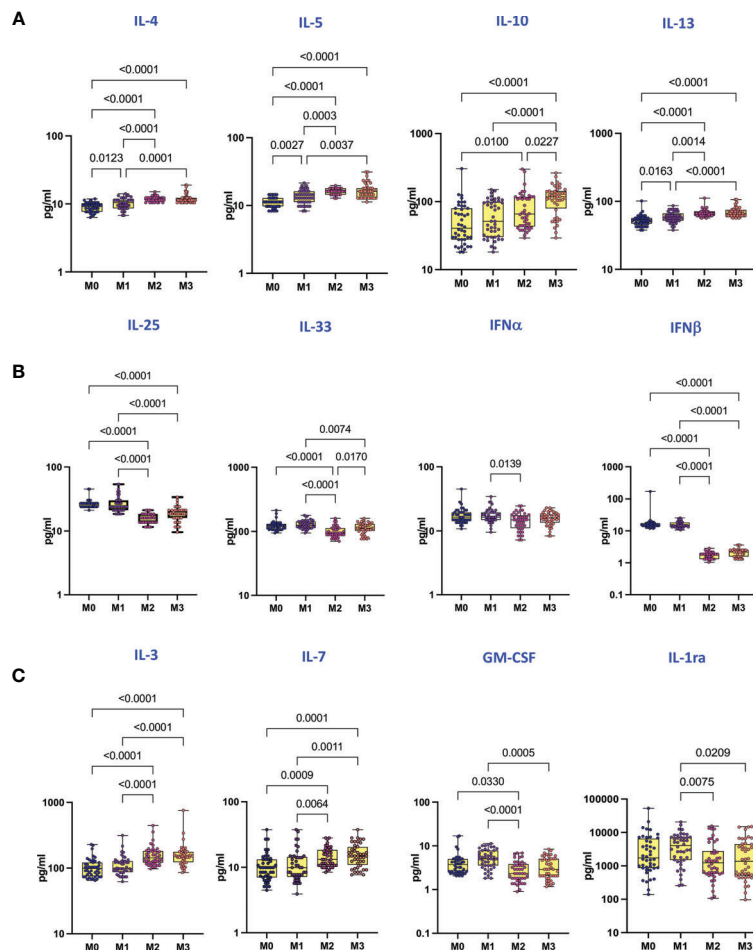 A
IL-4
IL-5
IL-10
IL-13
<0.0001
<0.0001
<0.0001
0.0123
0.0001
100
10
1
pg/ml
M0 M1 M2 M3
<0.0001
<0.0001
0.0003
0.0027
0.0037
100
10
1
pg/ml
M0 M1 M2 M3
<0.0001
<0.0001
0.0100
0.0227
1000
100
10
pg/ml
M0 M1 M2 M3
<0.0001
<0.0001
0.0014
0.0163
<0.0001
1000
100
10
pg/ml
M0 M1 M2 M3
B
IL-25
IL-33
IFNα
IFNβ
<0.0001
<0.0001
<0.0001
<0.0001
100
10
1
pg/ml
M0 M1 M2 M3
0.0074
<0.0001
0.0170
<0.0001
1000
100
10
1
pg/ml
M0 M1 M2 M3
0.0139
100
10
1
pg/ml
M0 M1 M2 M3
<0.0001
<0.0001
<0.0001
<0.0001
1000
100
10
1
0.1
pg/ml
M0 M1 M2 M3
C
IL-3
IL-7
GM-CSF
IL-1ra
<0.0001
<0.0001
<0.0001
<0.0001
1000
100
10
pg/ml
M0 M1 M2 M3
0.0001
0.0011
0.0009
0.0064
100
10
1
pg/ml
M0 M1 M2 M3
0.0005
0.0330
<0.0001
100
10
1
0.1
pg/ml
M0 M1 M2 M3
0.0209
0.0075
100000
10000
1000
100
10
pg/ml
M0 M1 M2 M3